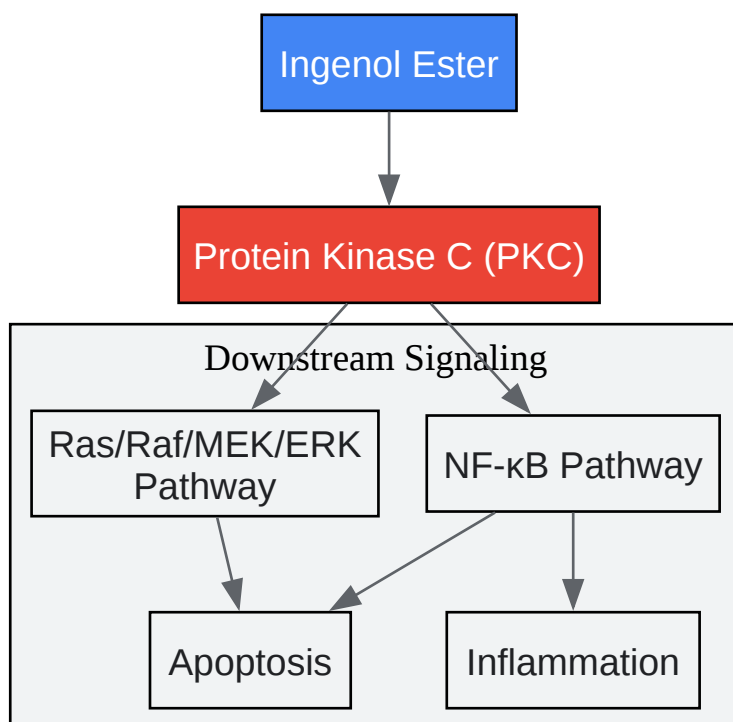 Ingenol Ester
Protein Kinase C (PKC)
Downstream Signaling
Ras/Raf/MEK/ERK
Pathway
NF-κB Pathway
Apoptosis
Inflammation